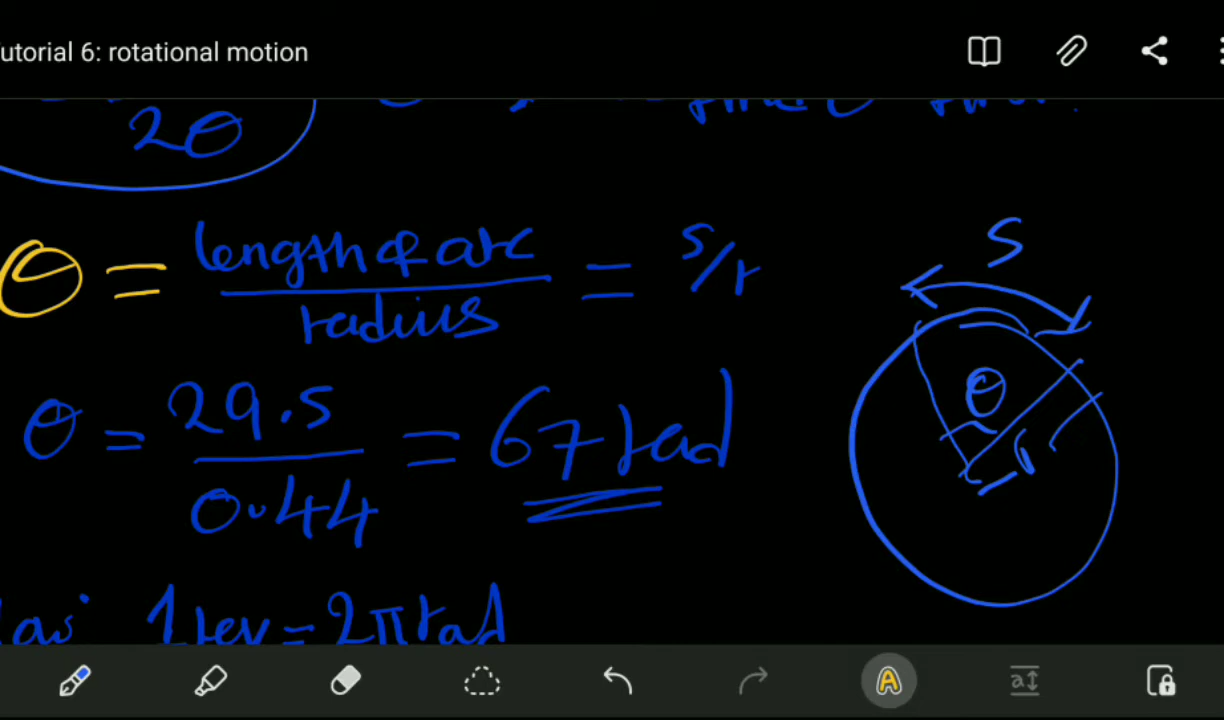 utorial 6: rotational motion
2θ
θ = length of arc / radius = s/r
S
θ = 29.5 / 0.44 = 67 rad
θ
r
1 rev = 2π rad